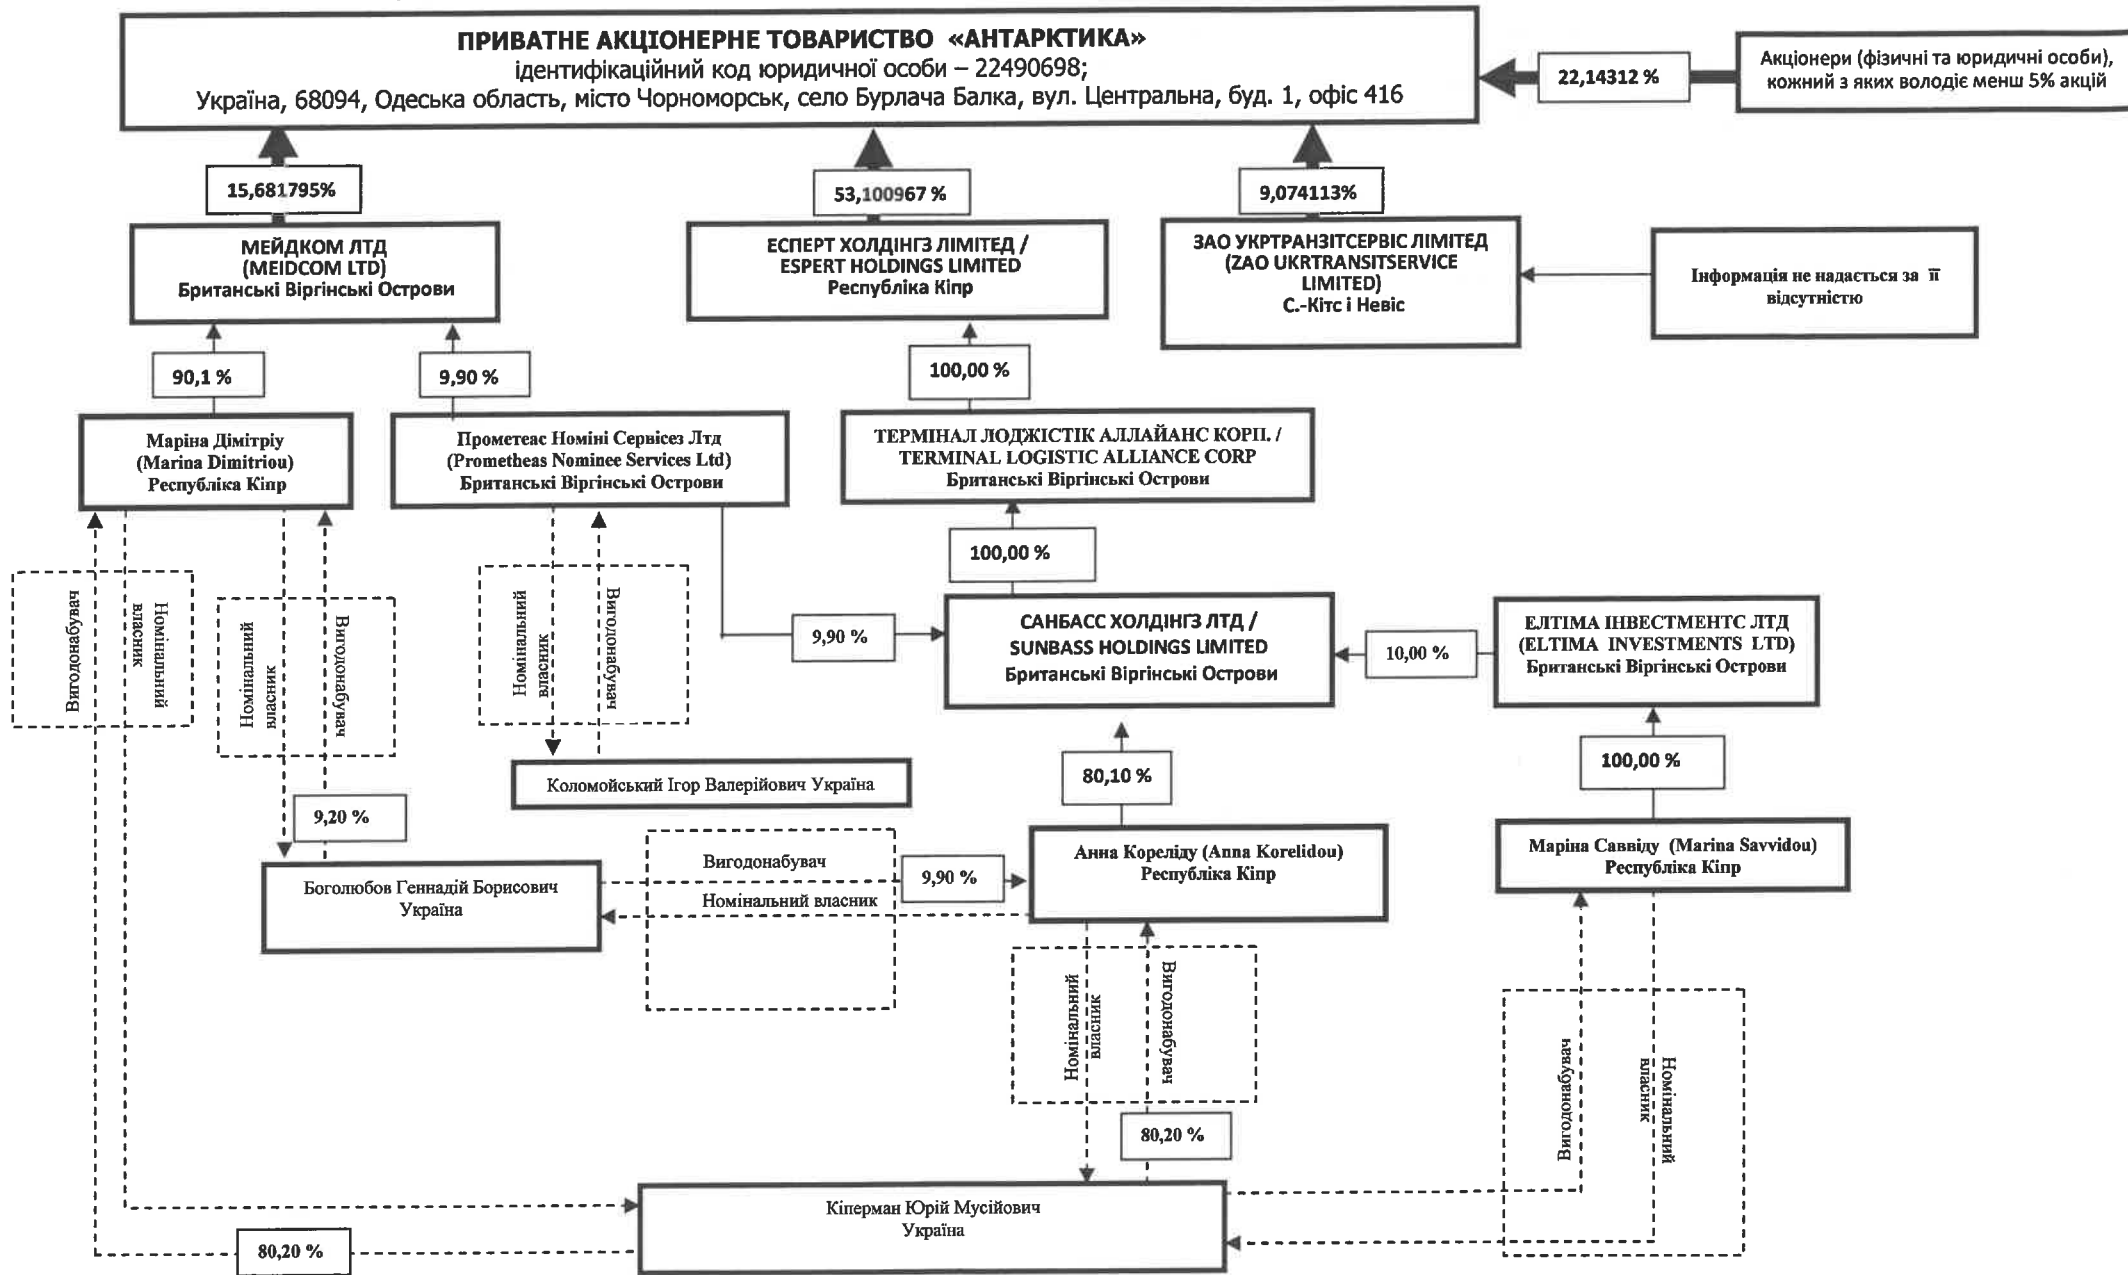 ПРИВАТНЕ АКЦІОНЕРНЕ ТОВАРИСТВО «АНТАРКТИКА»
ідентифікаційний код юридичної особи – 22490698;
Україна, 68094, Одеська область, місто Чорноморськ, село Бурлача Балка, вул. Центральна, буд. 1, офіс 416
22,14312 %
Акціонери (фізичні та юридичні особи),
кожний з яких володіє менш 5% акцій
15,681795%
53,100967 %
9,074113%
МЕЙДКОМ ЛТД
(MEIDCOM LTD)
Британські Віргінські Острови
ЕСПЕРТ ХОЛДІНГЗ ЛІМІТЕД /
ESPERT HOLDINGS LIMITED
Республіка Кіпр
ЗАО УКРТРАНЗІТСЕРВІС ЛІМІТЕД
(ZAO UKRTRANSITSERVICE
LIMITED)
С.-Кітс і Невіс
Інформація не надається за її
відсутністю
90,1 %
9,90 %
100,00 %
Маріна Дімітріу
(Marina Dimitriou)
Республіка Кіпр
Прометеас Номіні Сервісез Лтд
(Prometheas Nominee Services Ltd)
Британські Віргінські Острови
ТЕРМІНАЛ ЛОДЖІСТІК АЛЛАЙАНС КОРП. /
TERMINAL LOGISTIC ALLIANCE CORP
Британські Віргінські Острови
100,00 %
Вигодонабувач
Номінальний
власник
Номінальний
власник
Вигодонабувач
Номінальний
власник
Вигодонабувач
9,90 %
САНБАСС ХОЛДІНГЗ ЛТД /
SUNBASS HOLDINGS LIMITED
Британські Віргінські Острови
10,00 %
ЕЛТІМА ІНВЕСТМЕНТС ЛТД
(ELTIMA INVESTMENTS LTD)
Британські Віргінські Острови
Коломойський Ігор Валерійович Україна
80,10 %
100,00 %
9,20 %
Боголюбов Геннадій Борисович
Україна
Вигодонабувач
Номінальний власник
9,90 %
Анна Кореліду (Anna Korelidou)
Республіка Кіпр
Маріна Саввіду (Marina Savvidou)
Республіка Кіпр
Номінальний
власник
Вигодонабувач
Вигодонабувач
Номінальний
власник
80,20 %
Кіперман Юрій Мусійович
Україна
80,20 %